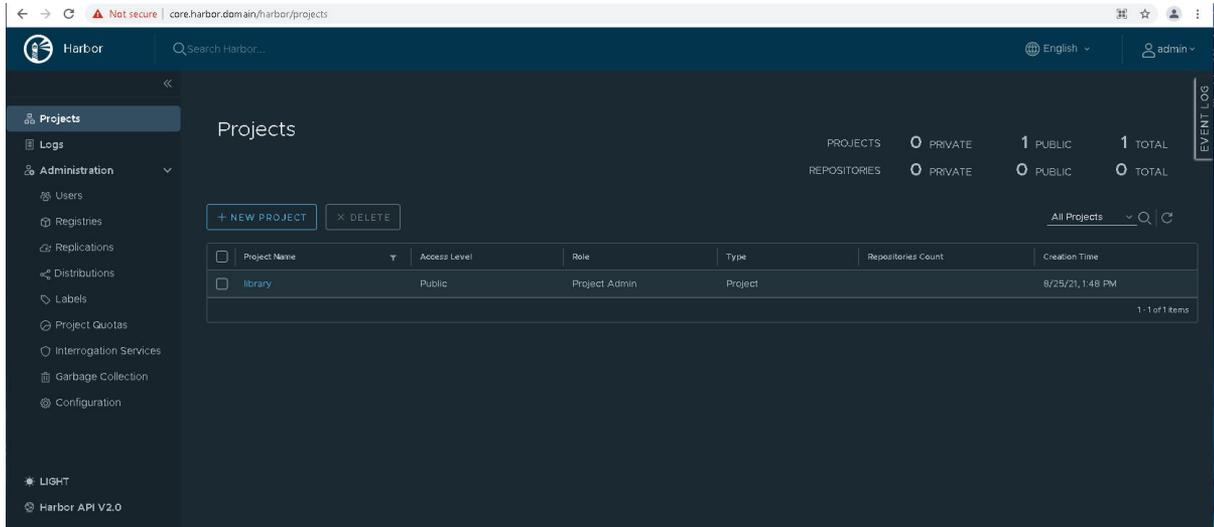 Not secure | core.harbor.domain/harbor/projects
Harbor
Search Harbor...
English
admin
EVENT LOG
Projects
Logs
Administration
Users
Registries
Replications
Distributions
Labels
Project Quotas
Interrogation Services
Garbage Collection
Configuration
LIGHT
Harbor API V2.0
Projects
PROJECTS 0 PRIVATE 1 PUBLIC 1 TOTAL
REPOSITORIES 0 PRIVATE 0 PUBLIC 0 TOTAL
+ NEW PROJECT × DELETE All Projects
Project Name Access Level Role Type Repositories Count Creation Time
library Public Project Admin Project 8/25/21, 1:48 PM
1 - 1 of 1 items